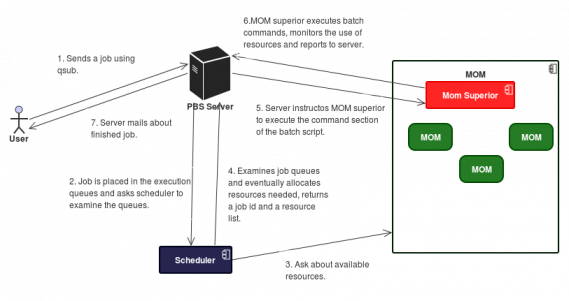 6.MOM superior executes batch
commands, monitors the use of
resources and reports to server.
1. Sends a job using
qsub.
MOM
Mom Superior
PBS Server
5. Server instructos MOM superior
to execute the command section
of the batch script.
User
7. Server mails about
finished job.
MOM
MOM
MOM
2. Job is placed in the execution
queues and asks scheduler to
examine the queues.
4. Examines job queues
and eventually allocates
resources needed, returns
a job id and a resource
list.
Scheduler
3. Ask about available
resources.